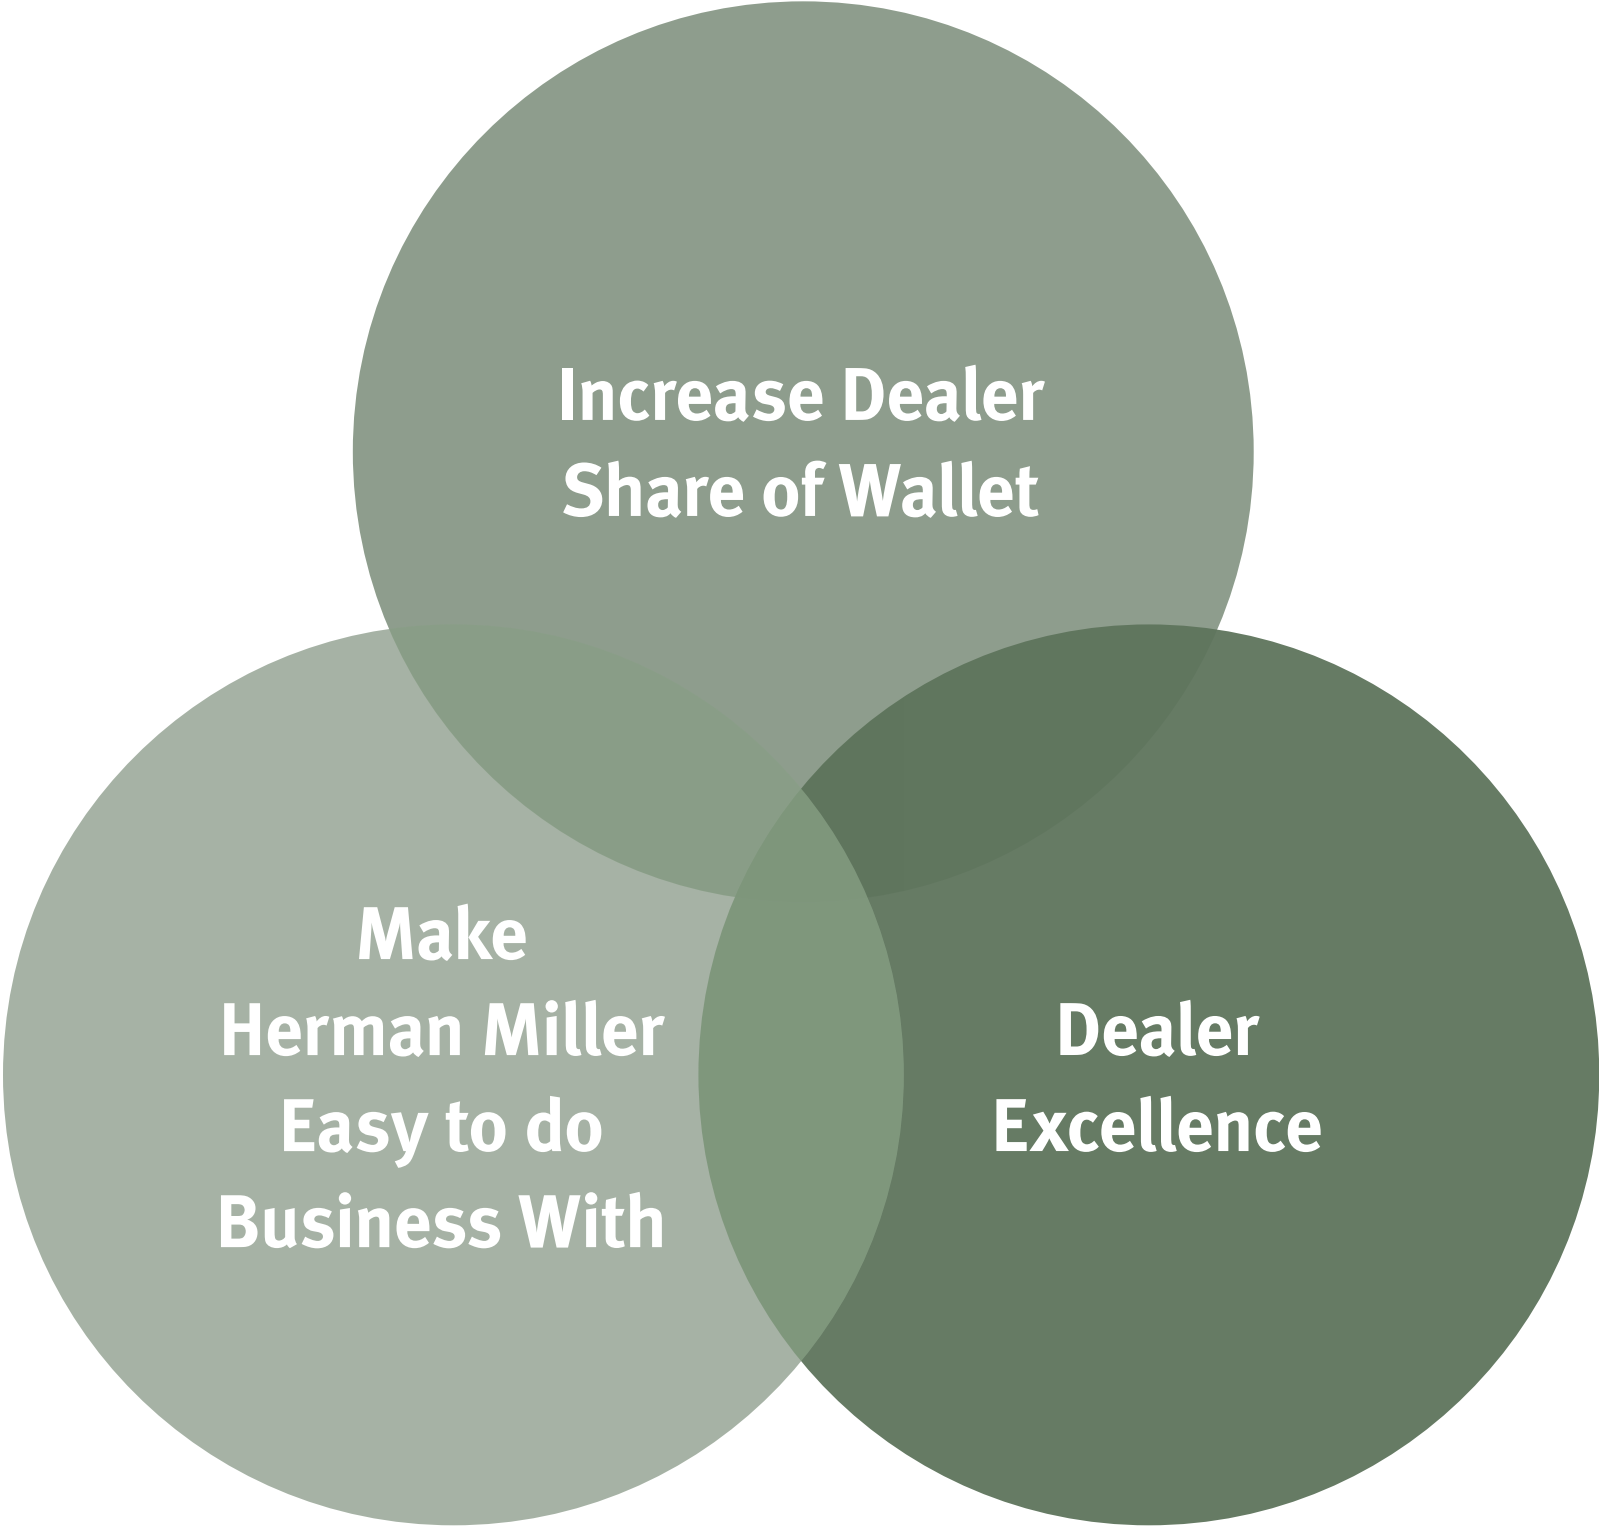 Increase Dealer
Share of Wallet
Make
Herman Miller
Easy to do
Business With
Dealer
Excellence